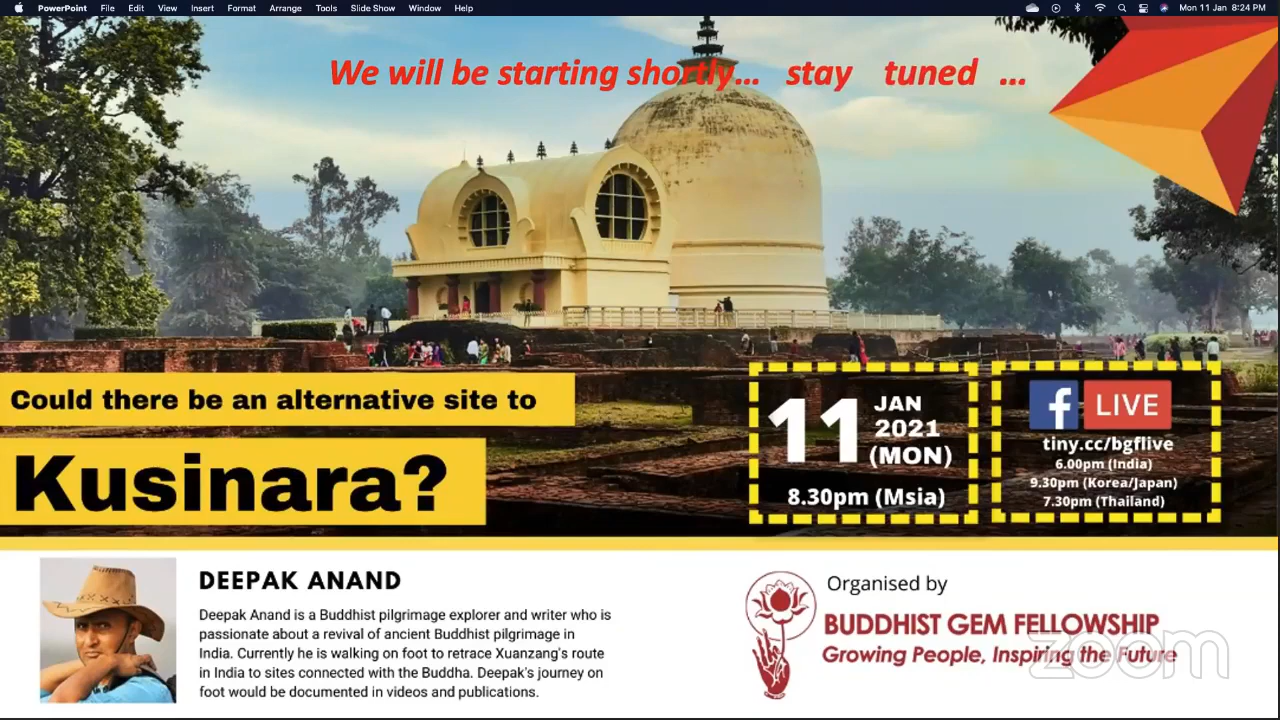 PowerPoint File Edit View Insert Format Arrange Tools Slide Show Window Help Mon 11 Jan 8:24 PM
We will be starting shortly... stay tuned ...
Could there be an alternative site to
Kusinara?
11 JAN
2021
(MON)
8.30pm (Msia)
f LIVE
tiny.cc/bgflive
6.00pm (India)
9.30pm (Korea/Japan)
7.30pm (Thailand)
DEEPAK ANAND
Deepak Anand is a Buddhist pilgrimage explorer and writer who is
passionate about a revival of ancient Buddhist pilgrimage in
India. Currently he is walking on foot to retrace Xuanzang's route
in India to sites connected with the Buddha. Deepak's journey on
foot would be documented in videos and publications.
Organised by
BUDDHIST GEM FELLOWSHIP
Growing People, Inspiring the Future
zoom